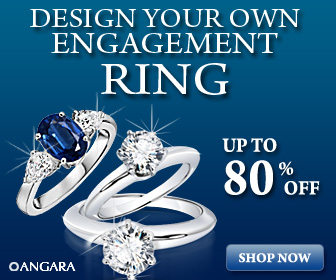 DESIGN YOUR OWN
ENGAGEMENT
RING
UP TO
80% OFF
SHOP NOW
©ANGARA